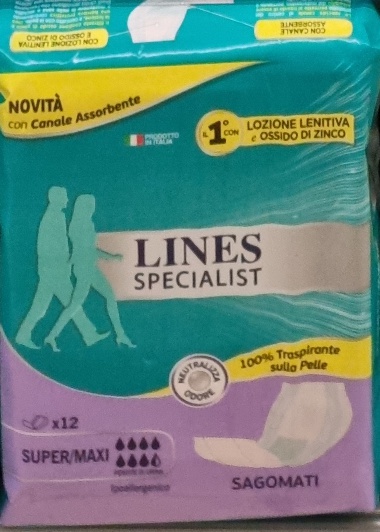 CON LOZIONE LENITIVA
E OSSIDO DI ZINCO
CON CANALE
ASSORBENTE
NOVITÀ
con Canale Assorbente
PRODOTTO
IN ITALIA
IL 1° CON
LOZIONE LENITIVA
e OSSIDO DI ZINCO
LINES
SPECIALIST
NEUTRALIZZA
ODORE
100% Traspirante
sulla Pelle
x12
SUPER/MAXI
Ipoallergenico
SAGOMATI